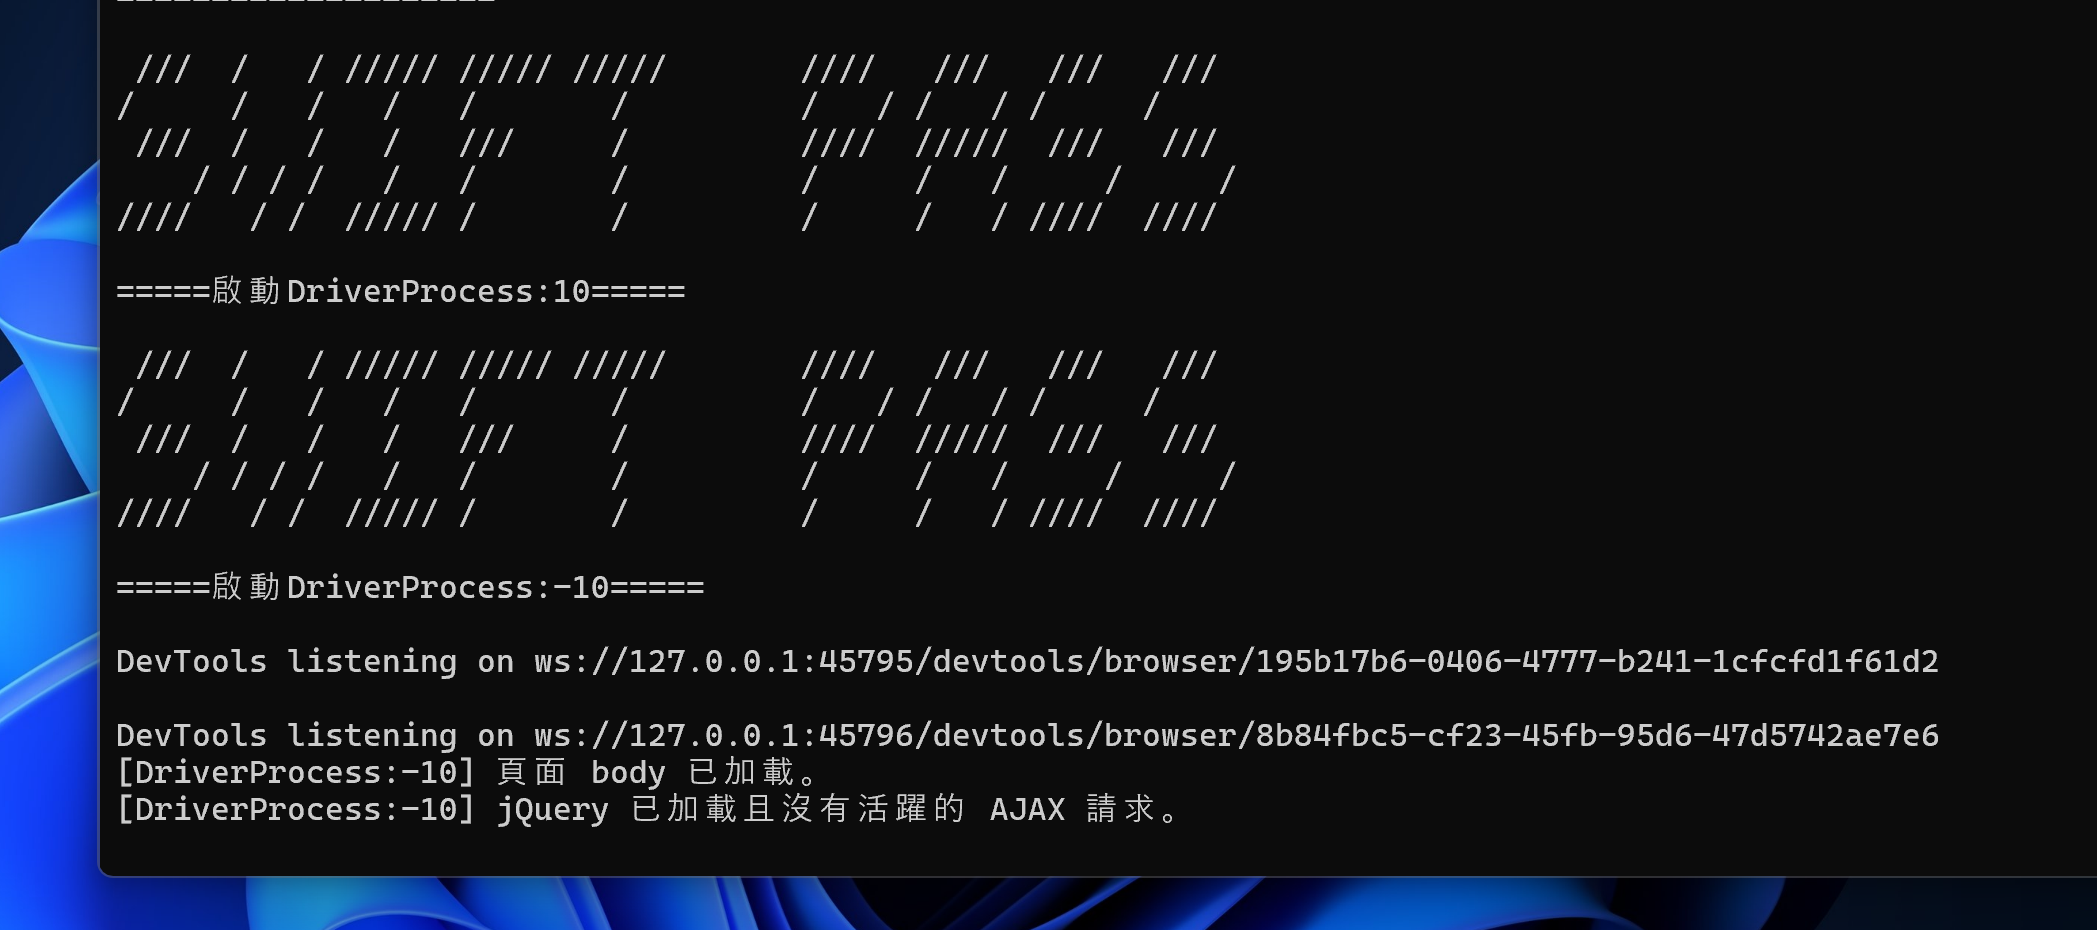 =====================
SWIFT PASS
=====啟動DriverProcess:10=====
SWIFT PASS
=====啟動DriverProcess:-10=====
DevTools listening on ws://127.0.0.1:45795/devtools/browser/195b17b6-0406-4777-b241-1cfcfd1f61d2
DevTools listening on ws://127.0.0.1:45796/devtools/browser/8b84fbc5-cf23-45fb-95d6-47d5742ae7e6
[DriverProcess:-10] 頁面 body 已加載。
[DriverProcess:-10] jQuery 已加載且沒有活躍的 AJAX 請求。